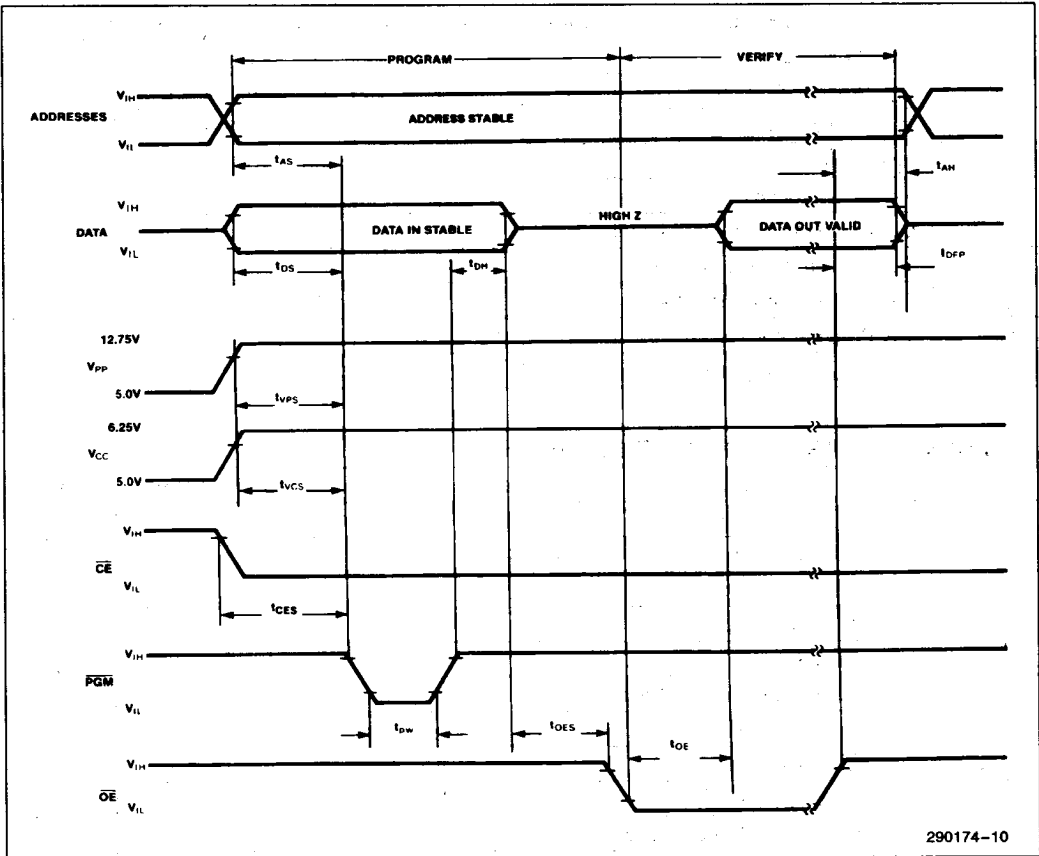 PROGRAM VERIFY
VIH
ADDRESSES ADDRESS STABLE
VIL
tAS tAH
VIH
DATA DATA IN STABLE HIGH Z DATA OUT VALID
VIL
tDS tDH tDFP
12.75V
VPP
5.0V
tVPS
6.25V
VCC
5.0V
tVCS
VIH
CE
VIL
tCES
VIH
PGM
VIL
tPW tOES tOE
VIH
OE
VIL
290174-10